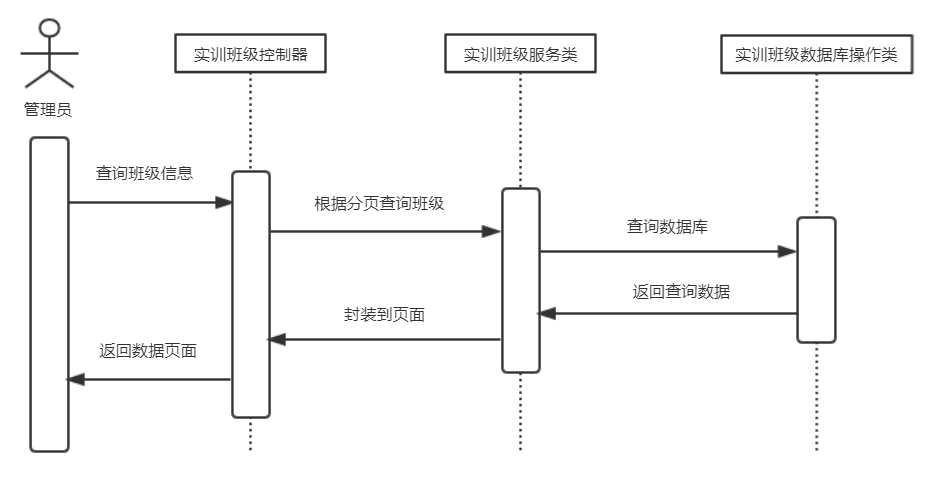 实训班级控制器
实训班级服务类
实训班级数据库操作类
管理员
查询班级信息
根据分页查询班级
查询数据库
返回查询数据
封装到页面
返回数据页面